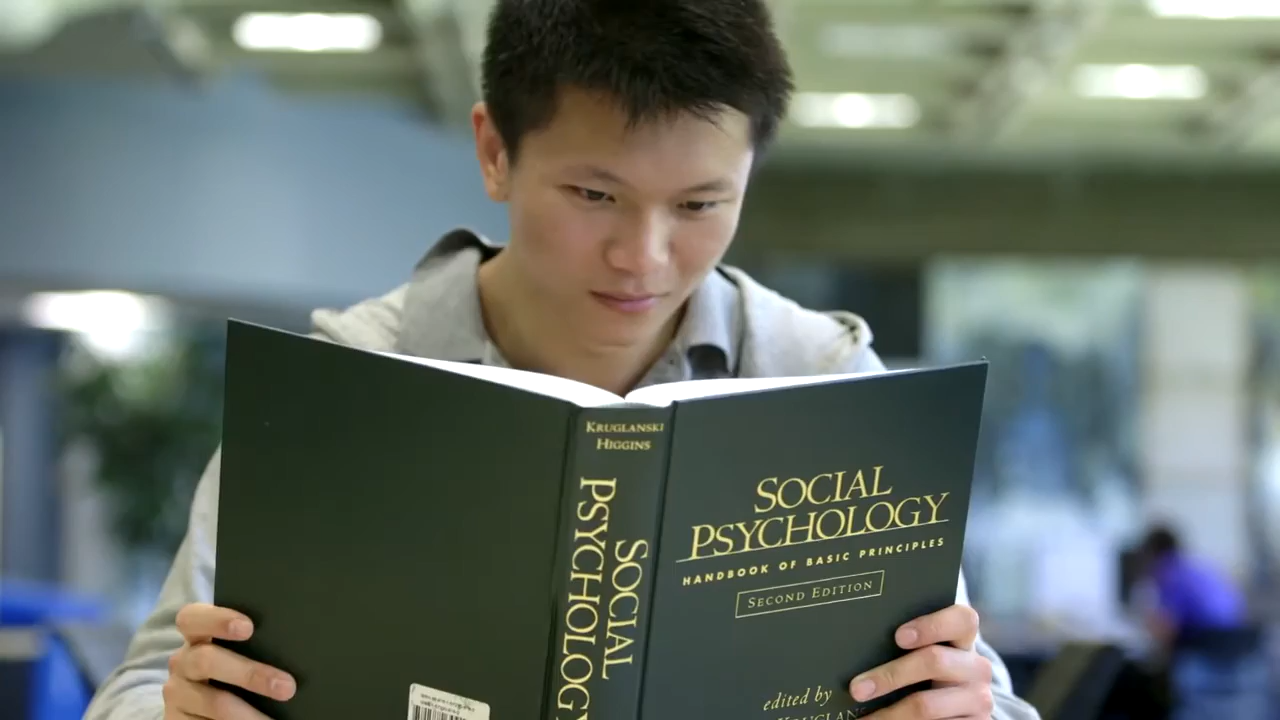 KRUGLANSKI
HIGGINS
SOCIAL
PSYCHOLOGY
SOCIAL
PSYCHOLOGY
HANDBOOK OF BASIC PRINCIPLES
SECOND EDITION
edited by